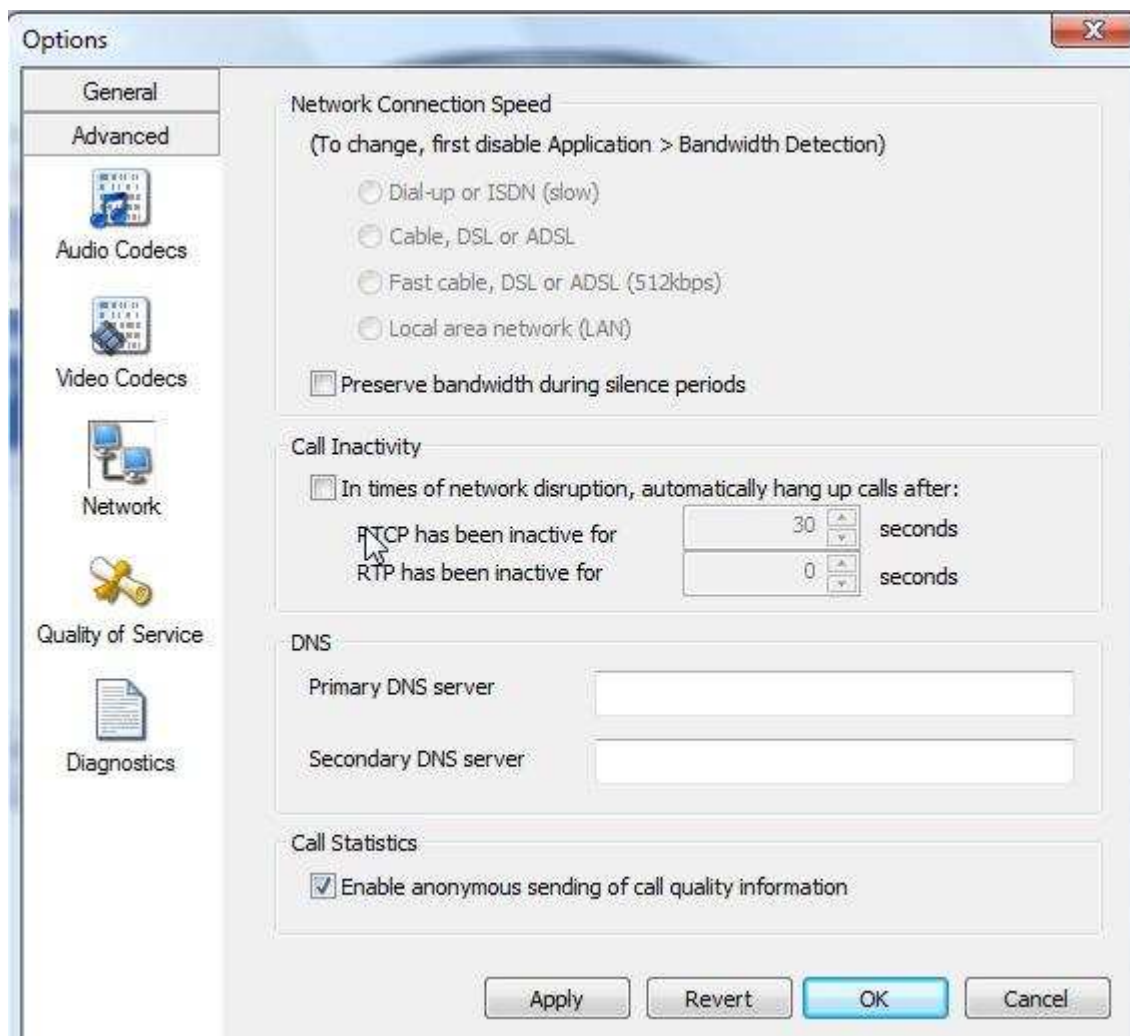 Options
General
Advanced
Audio Codecs
Video Codecs
Network
Quality of Service
Diagnostics
Network Connection Speed
(To change, first disable Application > Bandwidth Detection)
Dial-up or ISDN (slow)
Cable, DSL or ADSL
Fast cable, DSL or ADSL (512kbps)
Local area network (LAN)
Preserve bandwidth during silence periods
Call Inactivity
In times of network disruption, automatically hang up calls after:
RTCP has been inactive for 30 seconds
RTP has been inactive for 0 seconds
DNS
Primary DNS server
Secondary DNS server
Call Statistics
Enable anonymous sending of call quality information
Apply Revert OK Cancel